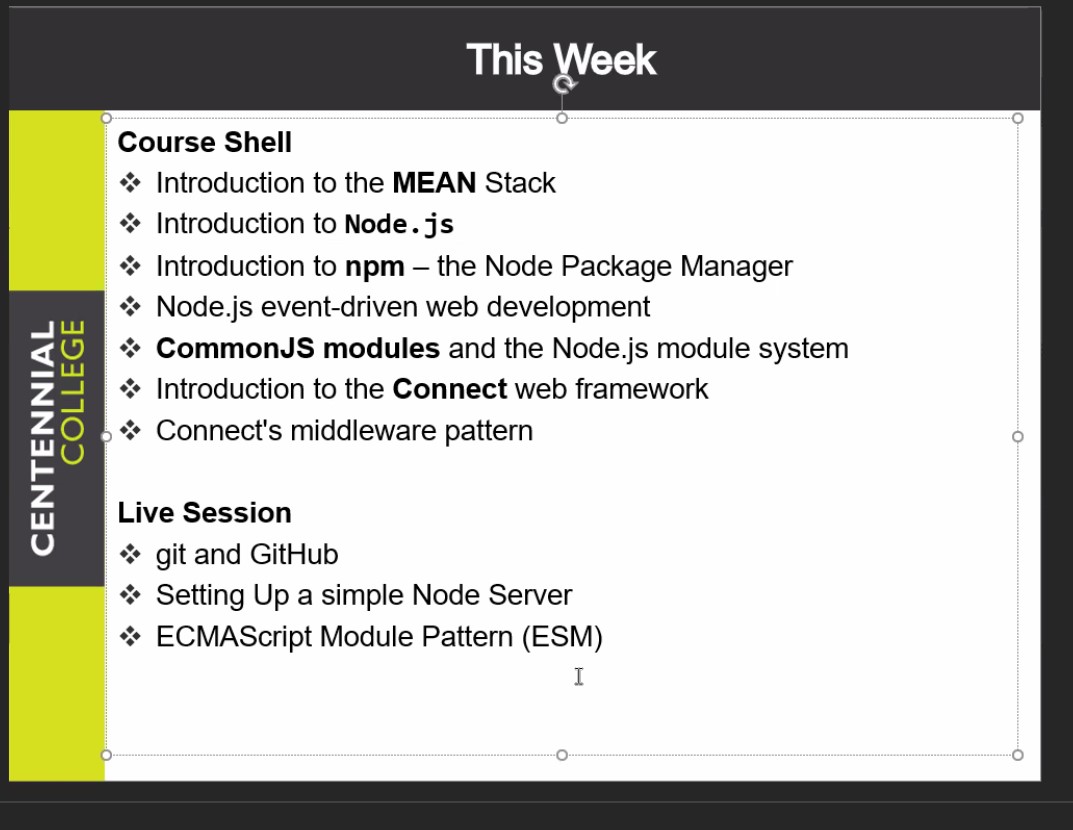 This Week
Course Shell
❖ Introduction to the MEAN Stack
❖ Introduction to Node.js
❖ Introduction to npm – the Node Package Manager
❖ Node.js event-driven web development
❖ CommonJS modules and the Node.js module system
❖ Introduction to the Connect web framework
❖ Connect's middleware pattern
Live Session
❖ git and GitHub
❖ Setting Up a simple Node Server
❖ ECMAScript Module Pattern (ESM)
CENTENNIAL
COLLEGE